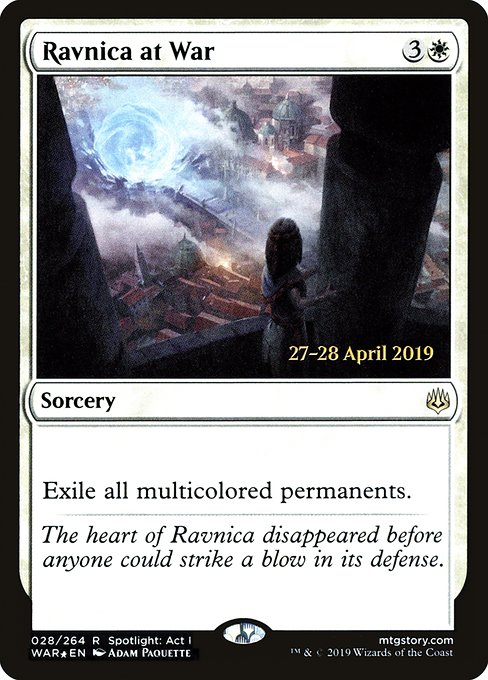 Ravnica at War 3
27–28 April 2019
Sorcery
Exile all multicolored permanents.
The heart of Ravnica disappeared before
anyone could strike a blow in its defense.
028/264 R Spotlight: Act I
mtgstory.com
WAR★EN Adam Paquette
™ & © 2019 Wizards of the Coast